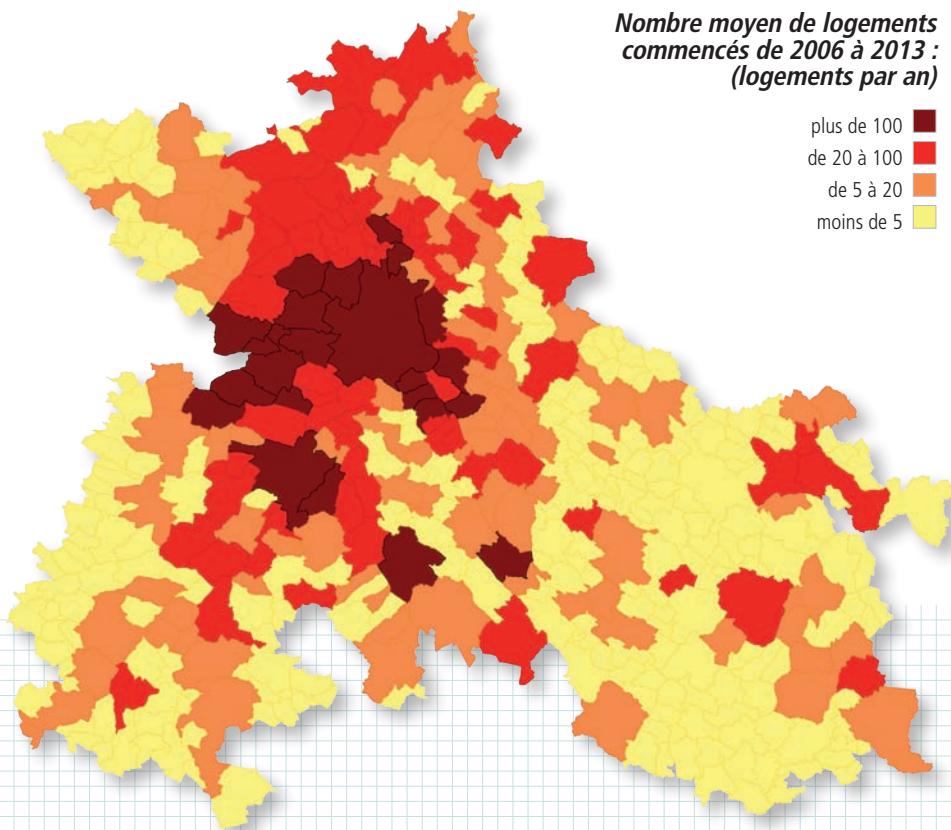 Nombre moyen de logements
commencés de 2006 à 2013 :
(logements par an)
plus de 100
de 20 à 100
de 5 à 20
moins de 5